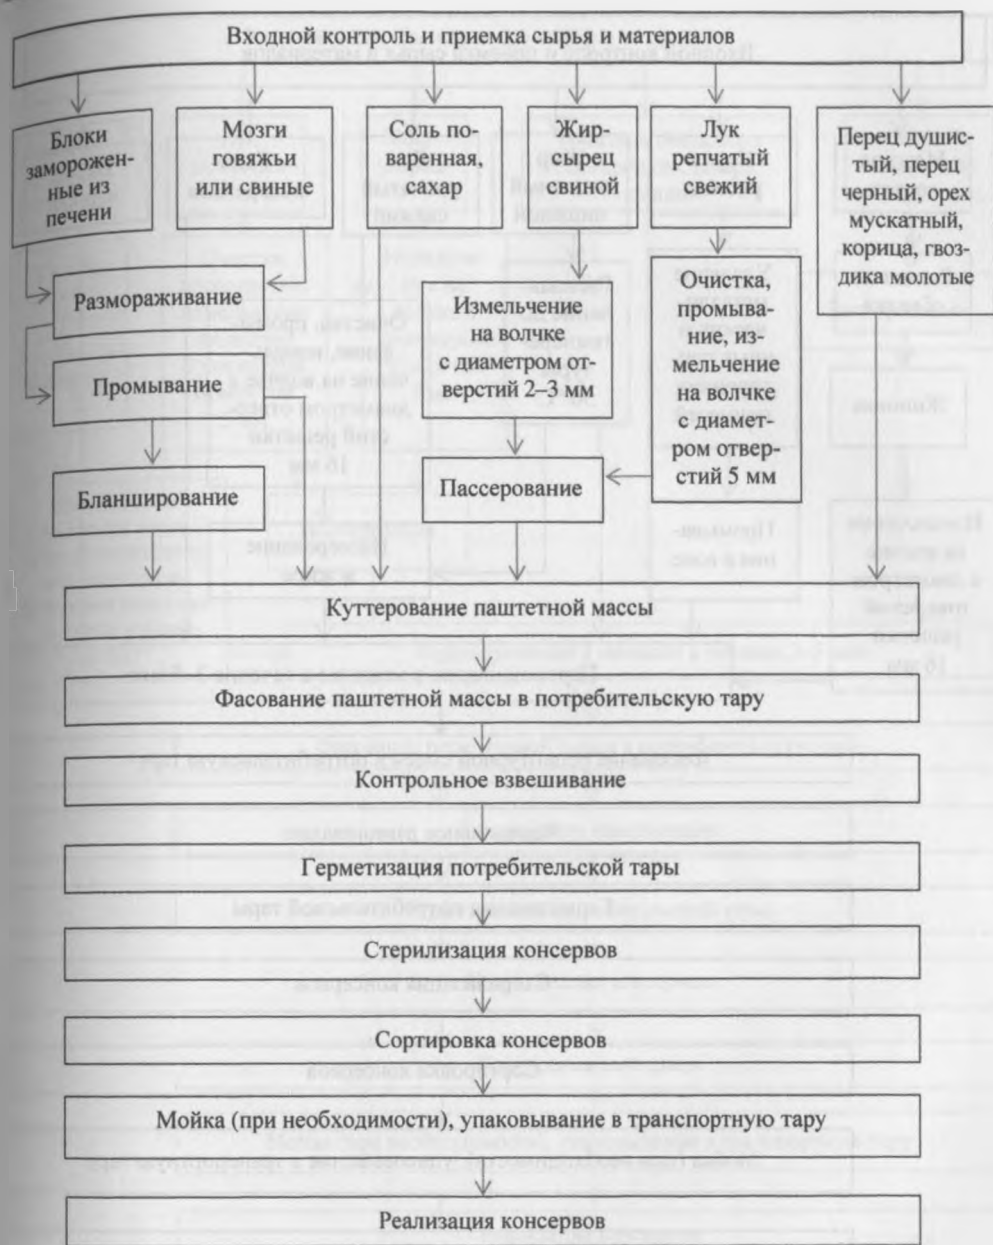 Входной контроль и приемка сырья и материалов
Блоки
заморожен-
ные из
печени
Мозги
говяжьи
или свиные
Соль по-
варенная,
сахар
Жир-
сырец
свиной
Лук
репчатый
свежий
Перец душис-
тый, перец
черный, орех
мускатный,
корица, гвоз-
дика молотые
Размораживание
Промывание
Бланширование
Измельчение
на волчке
с диаметром от-
верстий 2–3 мм
Очистка,
промыва-
ние, из-
мельчение
на волчке
с диамет-
ром отвер-
стий 5 мм
Пассерование
Куттерование паштетной массы
Фасование паштетной массы в потребительскую тару
Контрольное взвешивание
Герметизация потребительской тары
Стерилизация консервов
Сортировка консервов
Мойка (при необходимости), упаковывание в транспортную тару
Реализация консервов